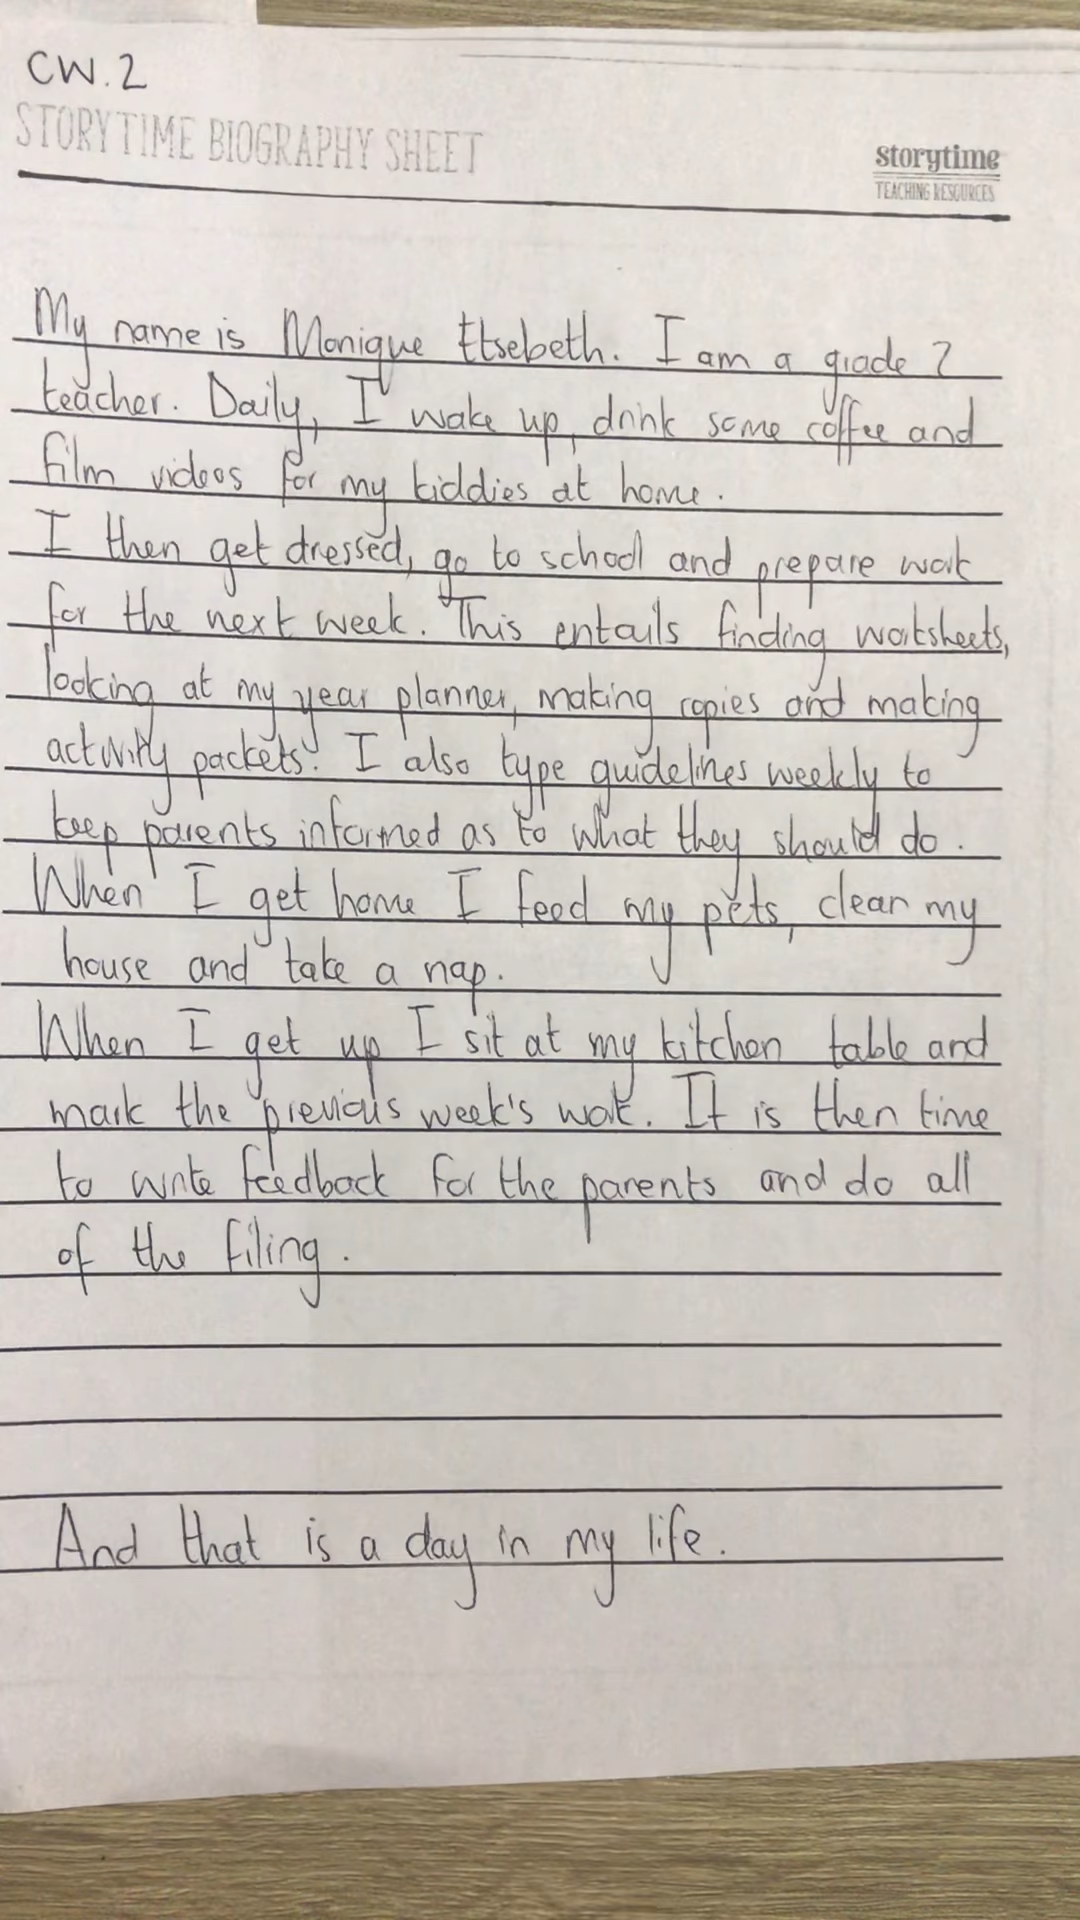 CW.2
STORYTIME BIOGRAPHY SHEET
storytime
TEACHING RESOURCES
My name is Monique Etsebeth. I am a grade 2
teacher. Daily, I wake up, drink some coffee and
film videos for my kiddies at home.
I then get dressed, go to school and prepare work
for the next week. This entails finding worksheets,
looking at my year planner, making copies and making
activity packets. I also type guidelines weekly to
keep parents informed as to what they should do.
When I get home I feed my pets, clean my
house and take a nap.
When I get up I sit at my kitchen table and
mark the previous week's work. It is then time
to write feedback for the parents and do all
of the filing.
And that is a day in my life.